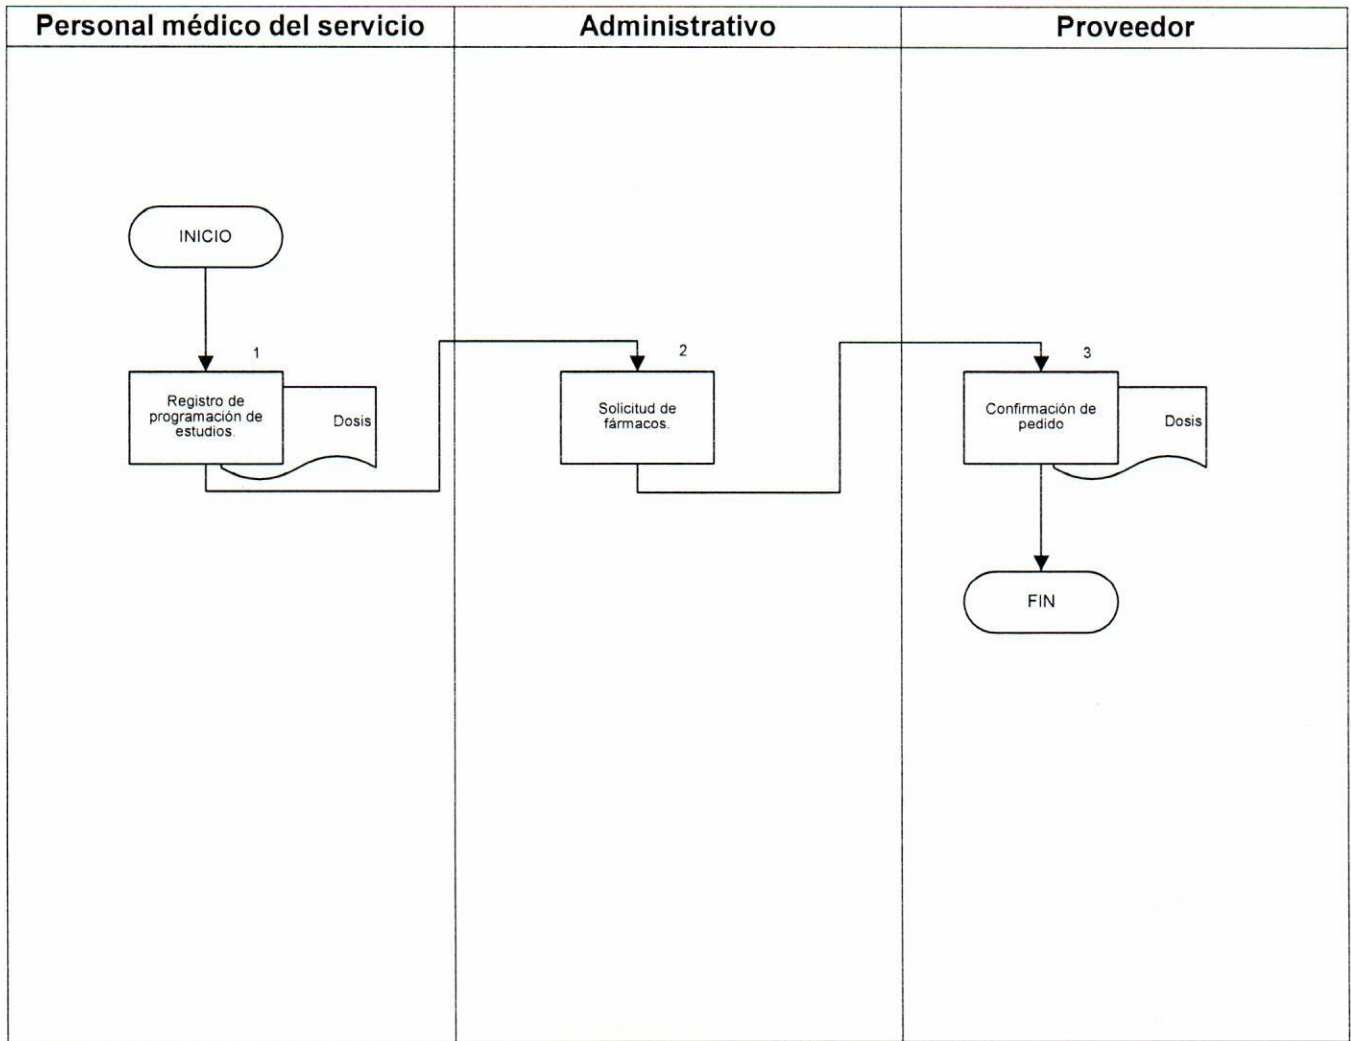 Personal médico del servicio
Administrativo
Proveedor
INICIO
1
Registro de
programación de
estudios.
Dosis
2
Solicitud de
fármacos.
3
Confirmación de
pedido
Dosis
FIN